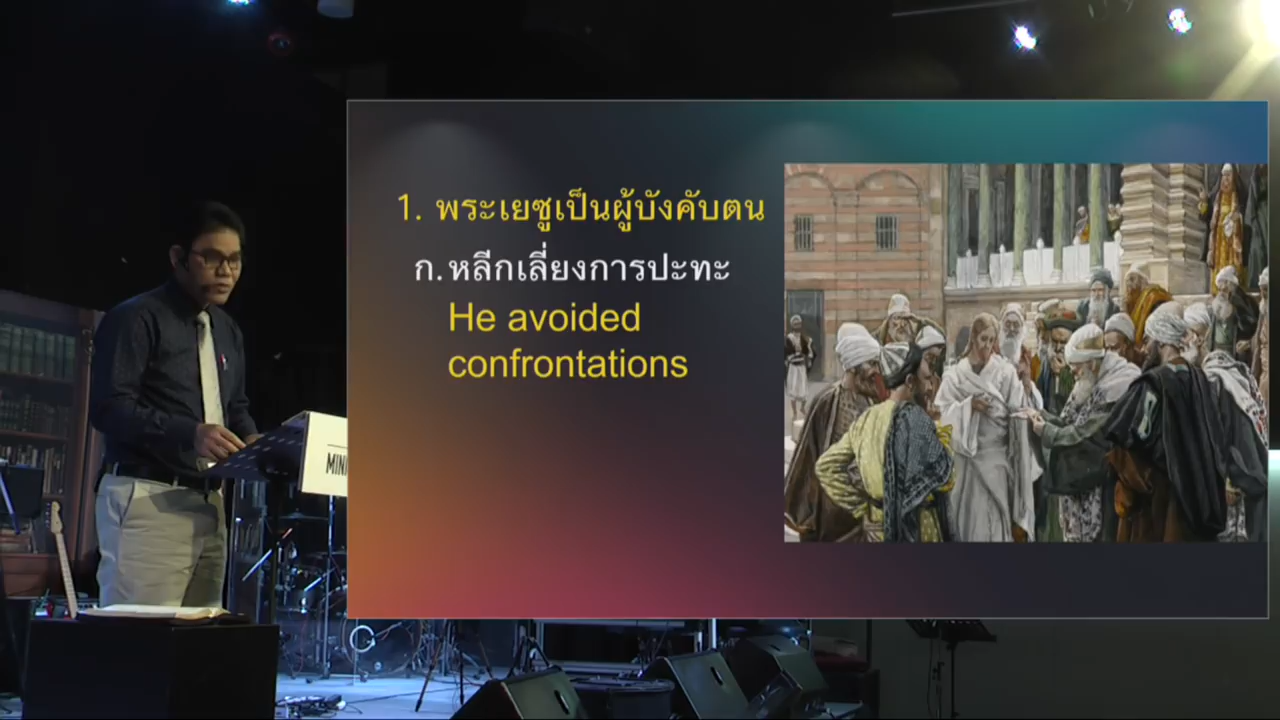 1. พระเยซูเป็นผู้บังคับตน
ก. หลีกเลี่ยงการปะทะ
He avoided
confrontations
MINI